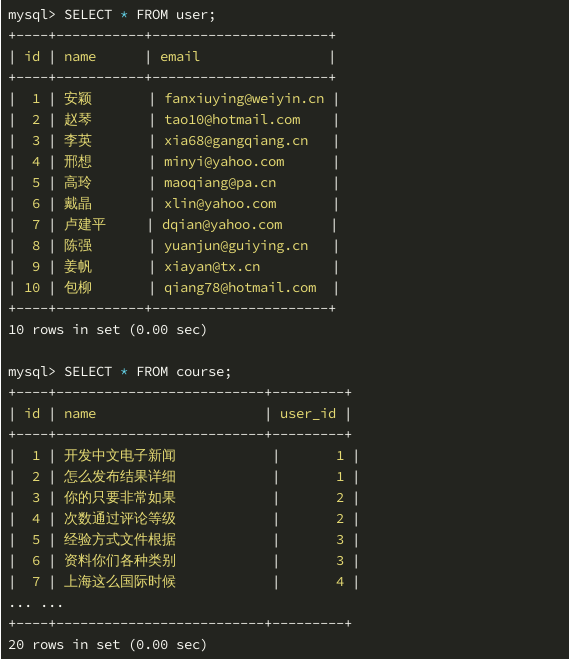 mysql> SELECT * FROM user;
+----+-----------+----------------------+
| id | name      | email                |
+----+-----------+----------------------+
|  1 | 安颖       | fanxiuying@weiyin.cn |
|  2 | 赵琴       | tao10@hotmail.com    |
|  3 | 李英       | xia68@gangqiang.cn   |
|  4 | 邢想       | minyi@yahoo.com      |
|  5 | 高玲       | maoqiang@pa.cn       |
|  6 | 戴晶       | xlin@yahoo.com       |
|  7 | 卢建平     | dqian@yahoo.com      |
|  8 | 陈强       | yuanjun@guiying.cn   |
|  9 | 姜帆       | xiayan@tx.cn         |
| 10 | 包柳       | qiang78@hotmail.com  |
+----+-----------+----------------------+
10 rows in set (0.00 sec)

mysql> SELECT * FROM course;
+----+--------------------------+---------+
| id | name                     | user_id |
+----+--------------------------+---------+
|  1 | 开发中文电子新闻            |       1 |
|  2 | 怎么发布结果详细            |       1 |
|  3 | 你的只要非常如果            |       2 |
|  4 | 次数通过评论等级            |       2 |
|  5 | 经验方式文件根据            |       3 |
|  6 | 资料你们各种类别            |       3 |
|  7 | 上海这么国际时候            |       4 |
... ...
+----+--------------------------+---------+
20 rows in set (0.00 sec)